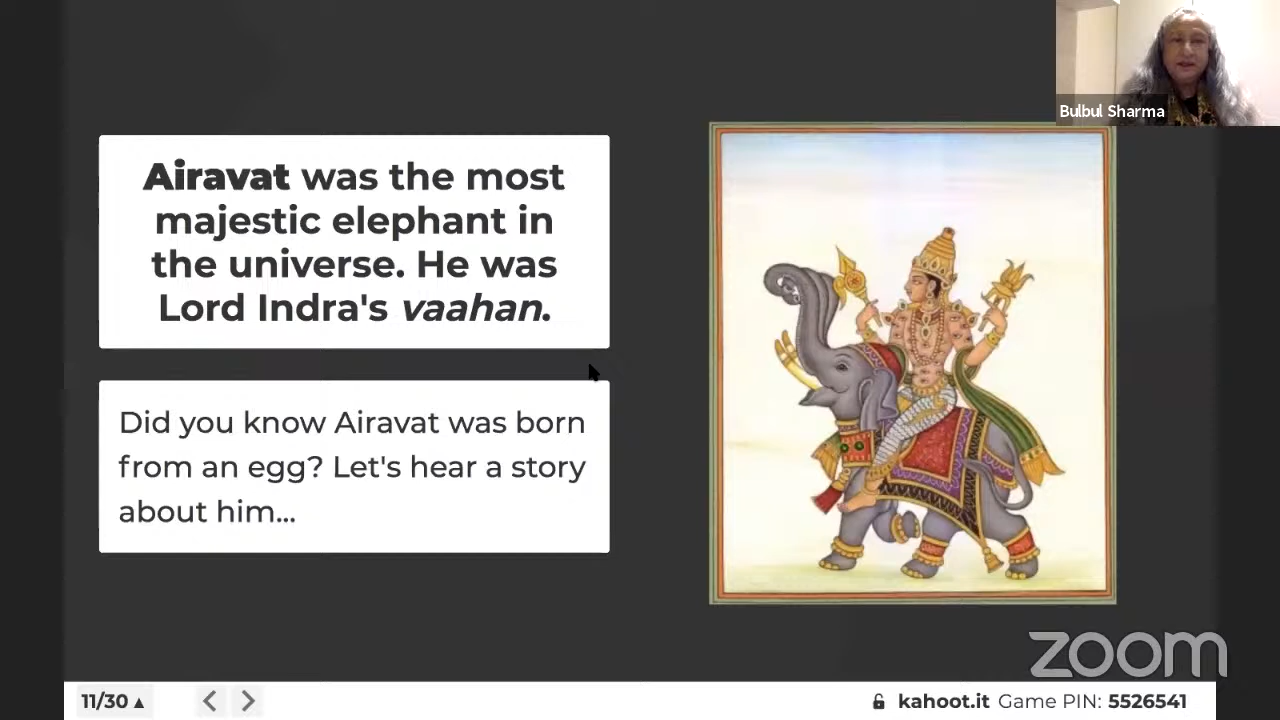 Bulbul Sharma
Airavat was the most
majestic elephant in
the universe. He was
Lord Indra's vaahan.
Did you know Airavat was born
from an egg? Let's hear a story
about him...
zoom
11/30 ▲
kahoot.it Game PIN: 5526541